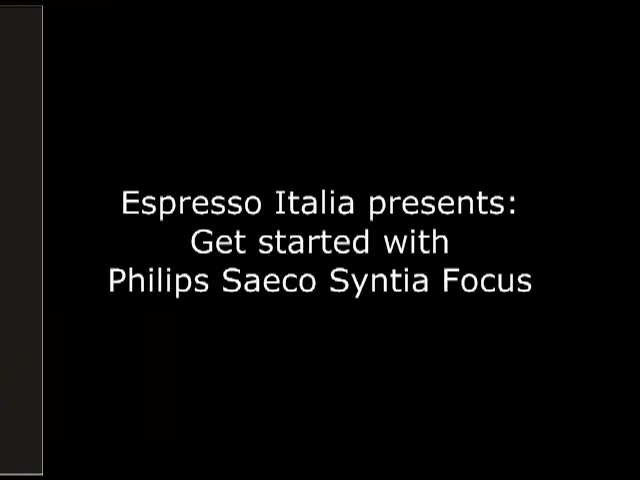 Espresso Italia presents:
Get started with
Philips Saeco Syntia Focus